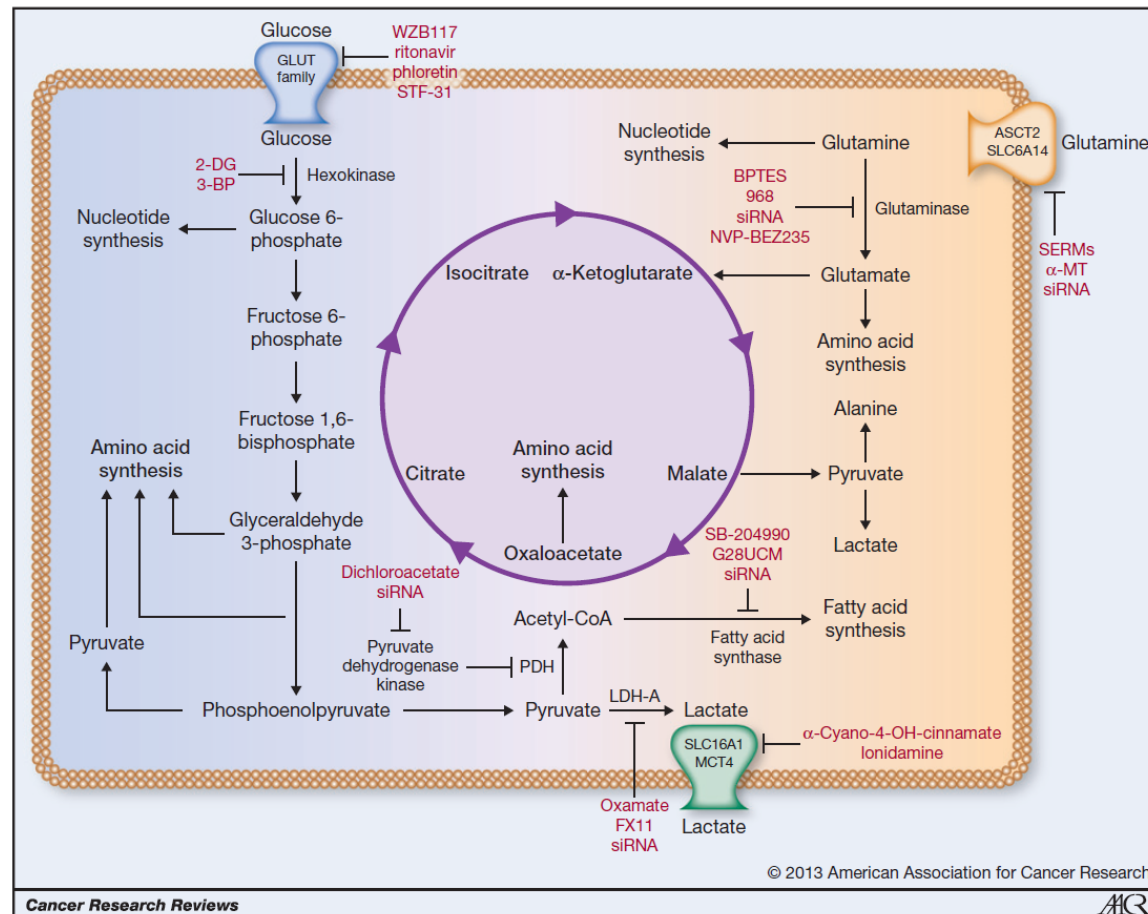 Glucose
GLUT
family
WZB117
ritonavir
phloretin
STF-31
Glucose
2-DG
3-BP
Hexokinase
Nucleotide
synthesis
Glucose 6-
phosphate
Fructose 6-
phosphate
Fructose 1,6-
bisphosphate
Amino acid
synthesis
Glyceraldehyde
3-phosphate
Pyruvate
Phosphoenolpyruvate
Isocitrate
α-Ketoglutarate
Citrate
Amino acid
synthesis
Malate
Oxaloacetate
Nucleotide
synthesis
Glutamine
ASCT2
SLC6A14
Glutamine
BPTES
968
siRNA
NVP-BEZ235
Glutaminase
SERMs
α-MT
siRNA
Glutamate
Amino acid
synthesis
Alanine
Pyruvate
Lactate
SB-204990
G28UCM
siRNA
Dichloroacetate
siRNA
Acetyl-CoA
Fatty acid
synthase
Fatty acid
synthesis
Pyruvate
dehydrogenase
kinase
PDH
Pyruvate
LDH-A
Lactate
SLC16A1
MCT4
α-Cyano-4-OH-cinnamate
lonidamine
Oxamate
FX11
siRNA
Lactate
© 2013 American Association for Cancer Research
Cancer Research Reviews
AACR